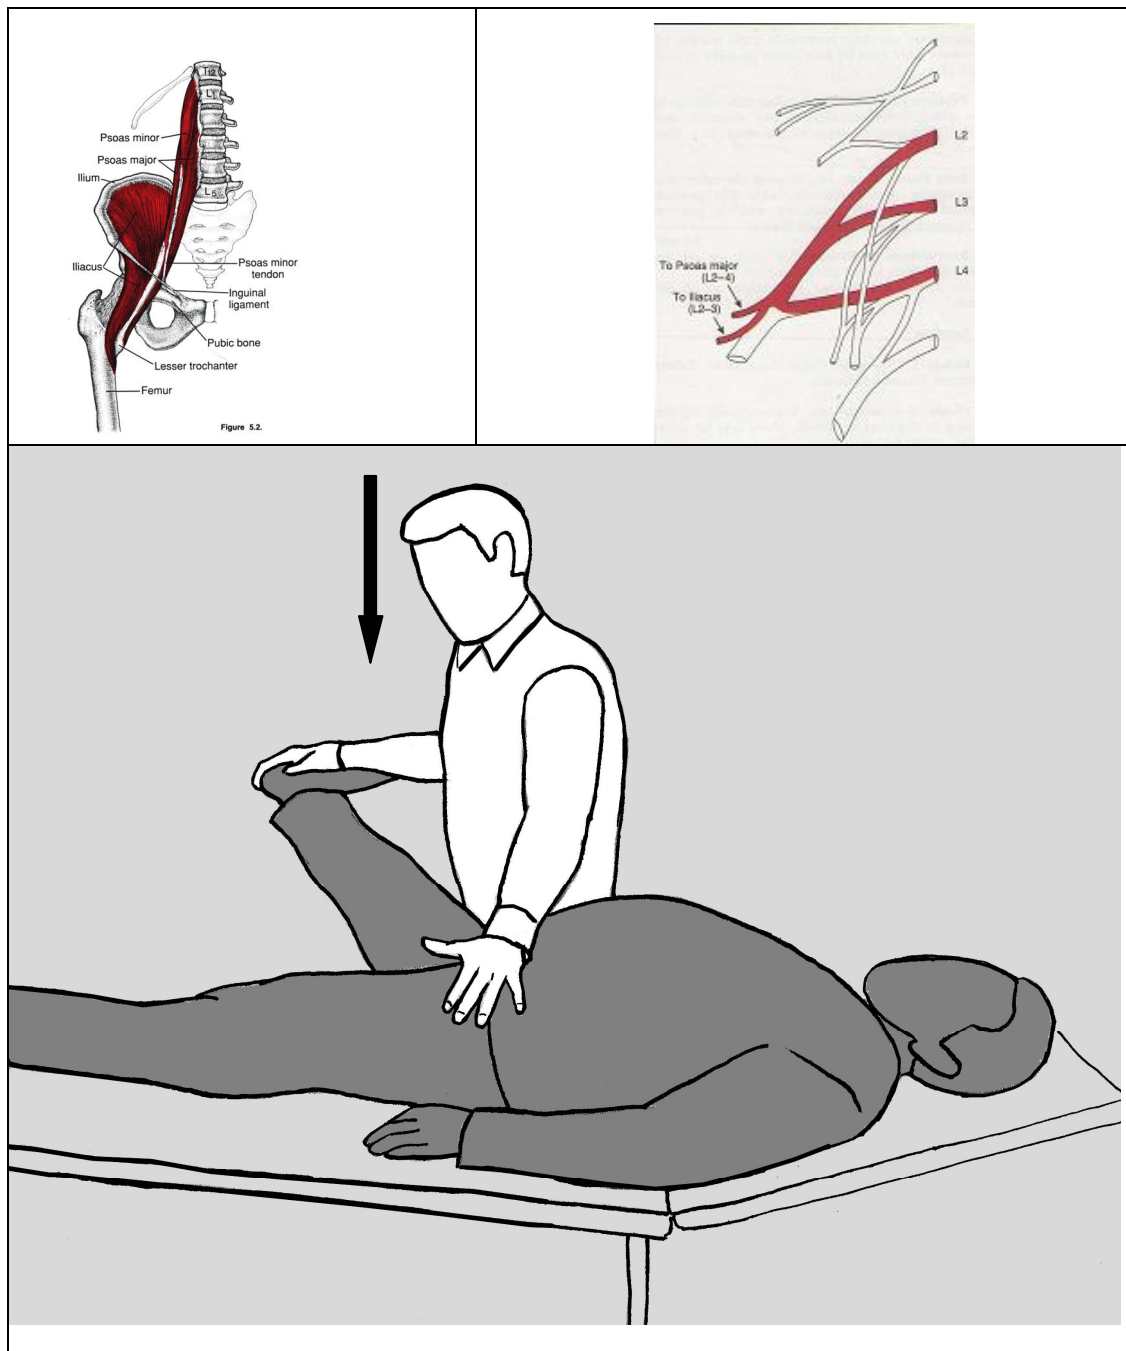 T12
L1
Psoas minor
Psoas major
Ilium
L5
Iliacus
Psoas minor
tendon
Inguinal
ligament
Pubic bone
Lesser trochanter
Femur
Figure 5.2.
L2
L3
L4
To Psoas major
(L2–4)
To Iliacus
(L2–3)